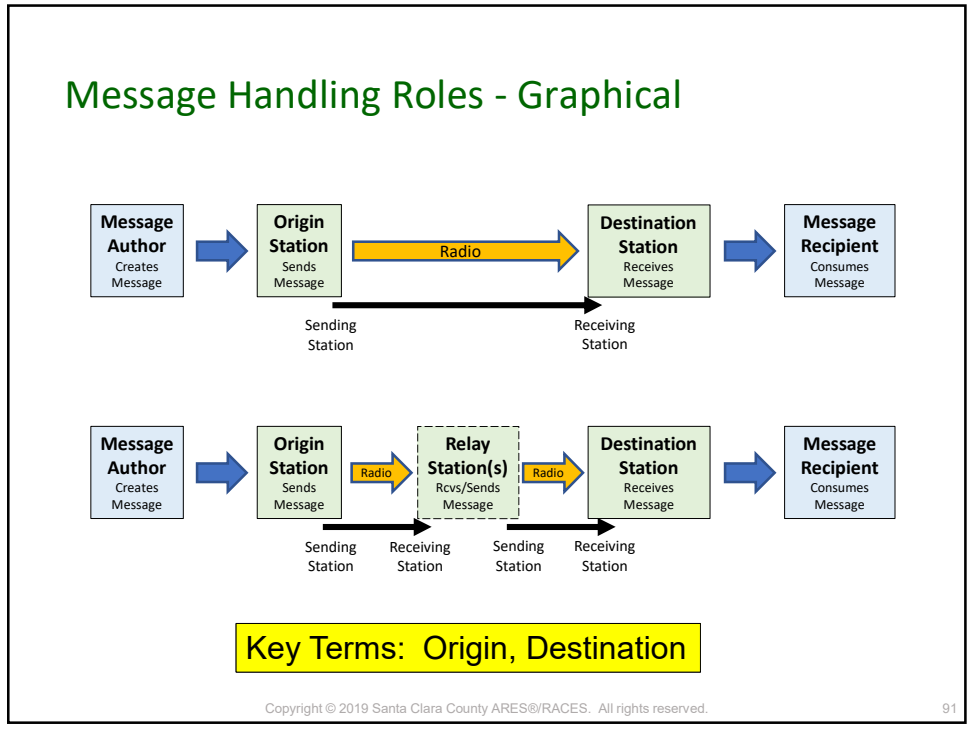 Message Handling Roles - Graphical
Message
Author
Creates
Message
Origin
Station
Sends
Message
Radio
Destination
Station
Receives
Message
Message
Recipient
Consumes
Message
Sending
Station
Receiving
Station
Message
Author
Creates
Message
Origin
Station
Sends
Message
Radio
Relay
Station(s)
Rcvs/Sends
Message
Radio
Destination
Station
Receives
Message
Message
Recipient
Consumes
Message
Sending
Station
Receiving
Station
Sending
Station
Receiving
Station
Key Terms:  Origin, Destination
Copyright © 2019 Santa Clara County ARES®/RACES.  All rights reserved.
91